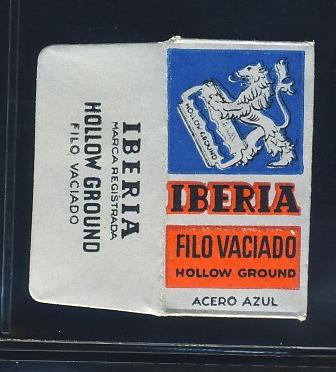 IBERIA
MARCA REGISTRADA
HOLLOW GROUND
FILO VACIADO
HOLLOW GROUND
IBERIA
FILO VACIADO
HOLLOW GROUND
ACERO AZUL